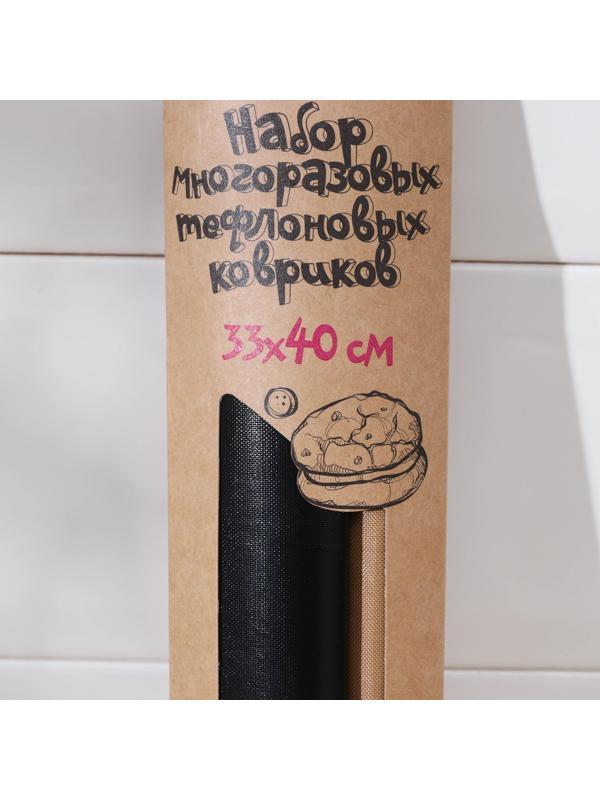 Набор
многоразовых
тефлоновых
ковриков
33х40 см